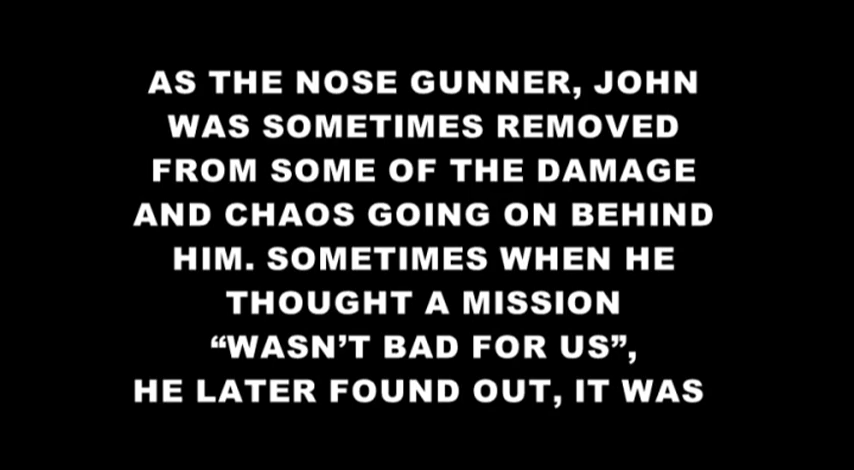 AS THE NOSE GUNNER, JOHN
WAS SOMETIMES REMOVED
FROM SOME OF THE DAMAGE
AND CHAOS GOING ON BEHIND
HIM. SOMETIMES WHEN HE
THOUGHT A MISSION
“WASN’T BAD FOR US”,
HE LATER FOUND OUT, IT WAS